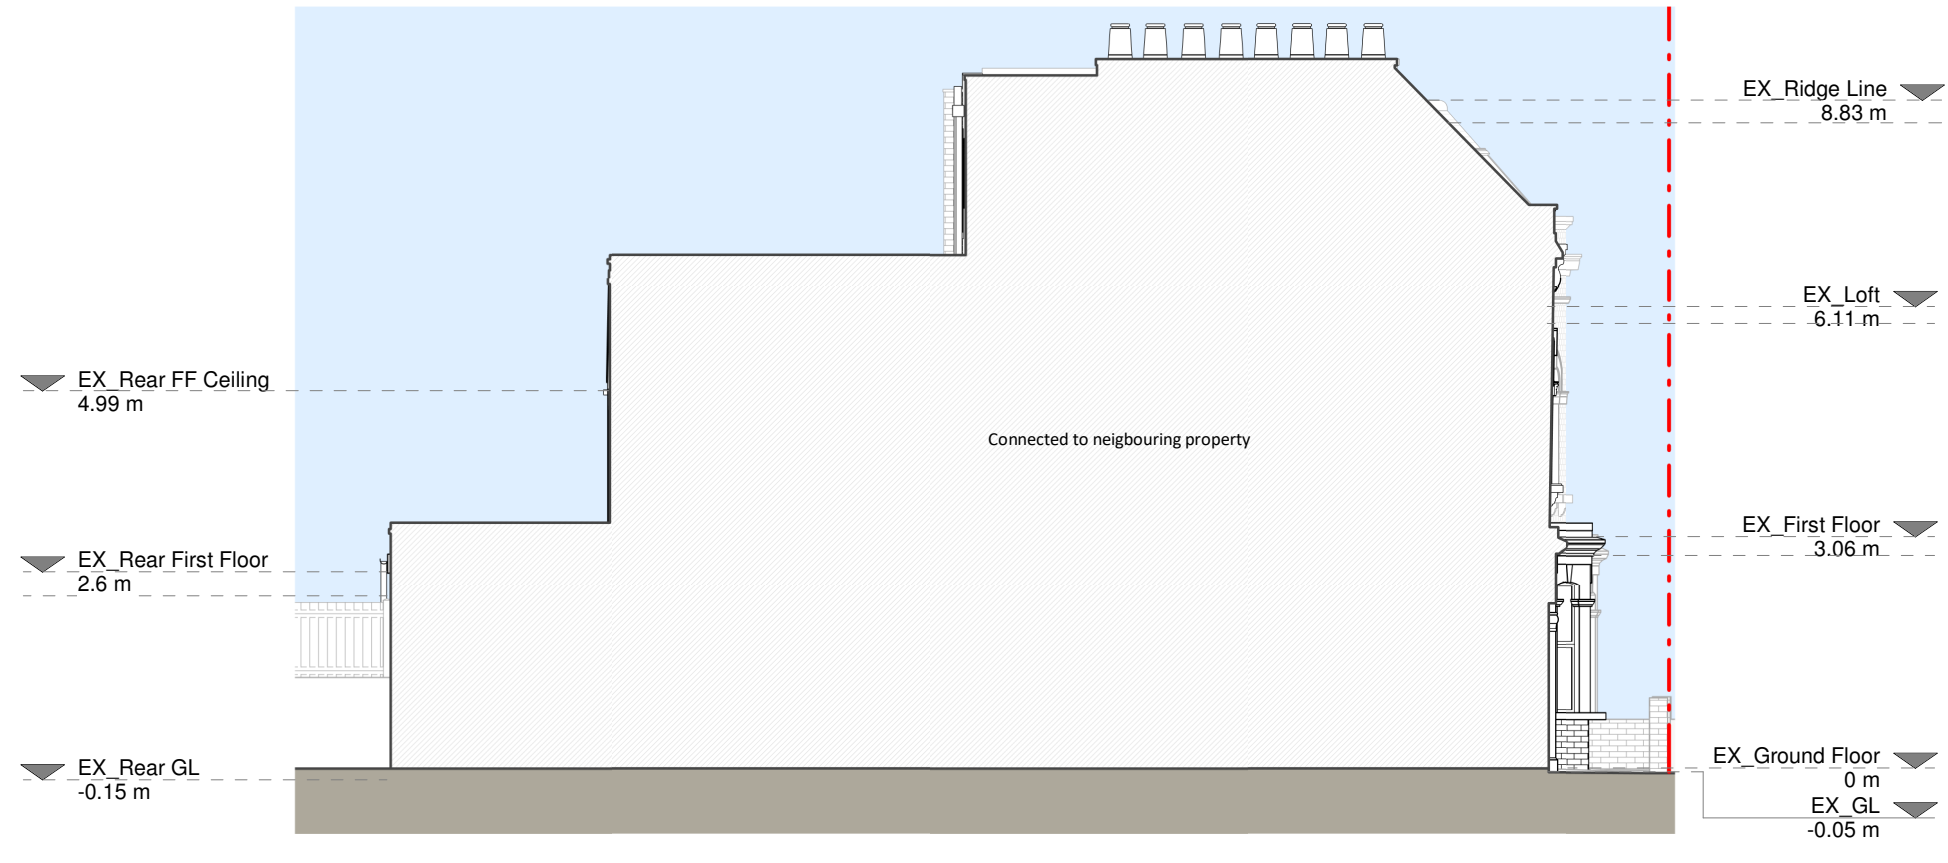 EX_Ridge Line
8.83 m
EX_Loft
6.11 m
EX_Rear FF Ceiling
4.99 m
Connected to neigbouring property
EX_First Floor
3.06 m
EX_Rear First Floor
2.6 m
EX_Ground Floor
0 m
EX_Rear GL
-0.15 m
EX_GL
-0.05 m